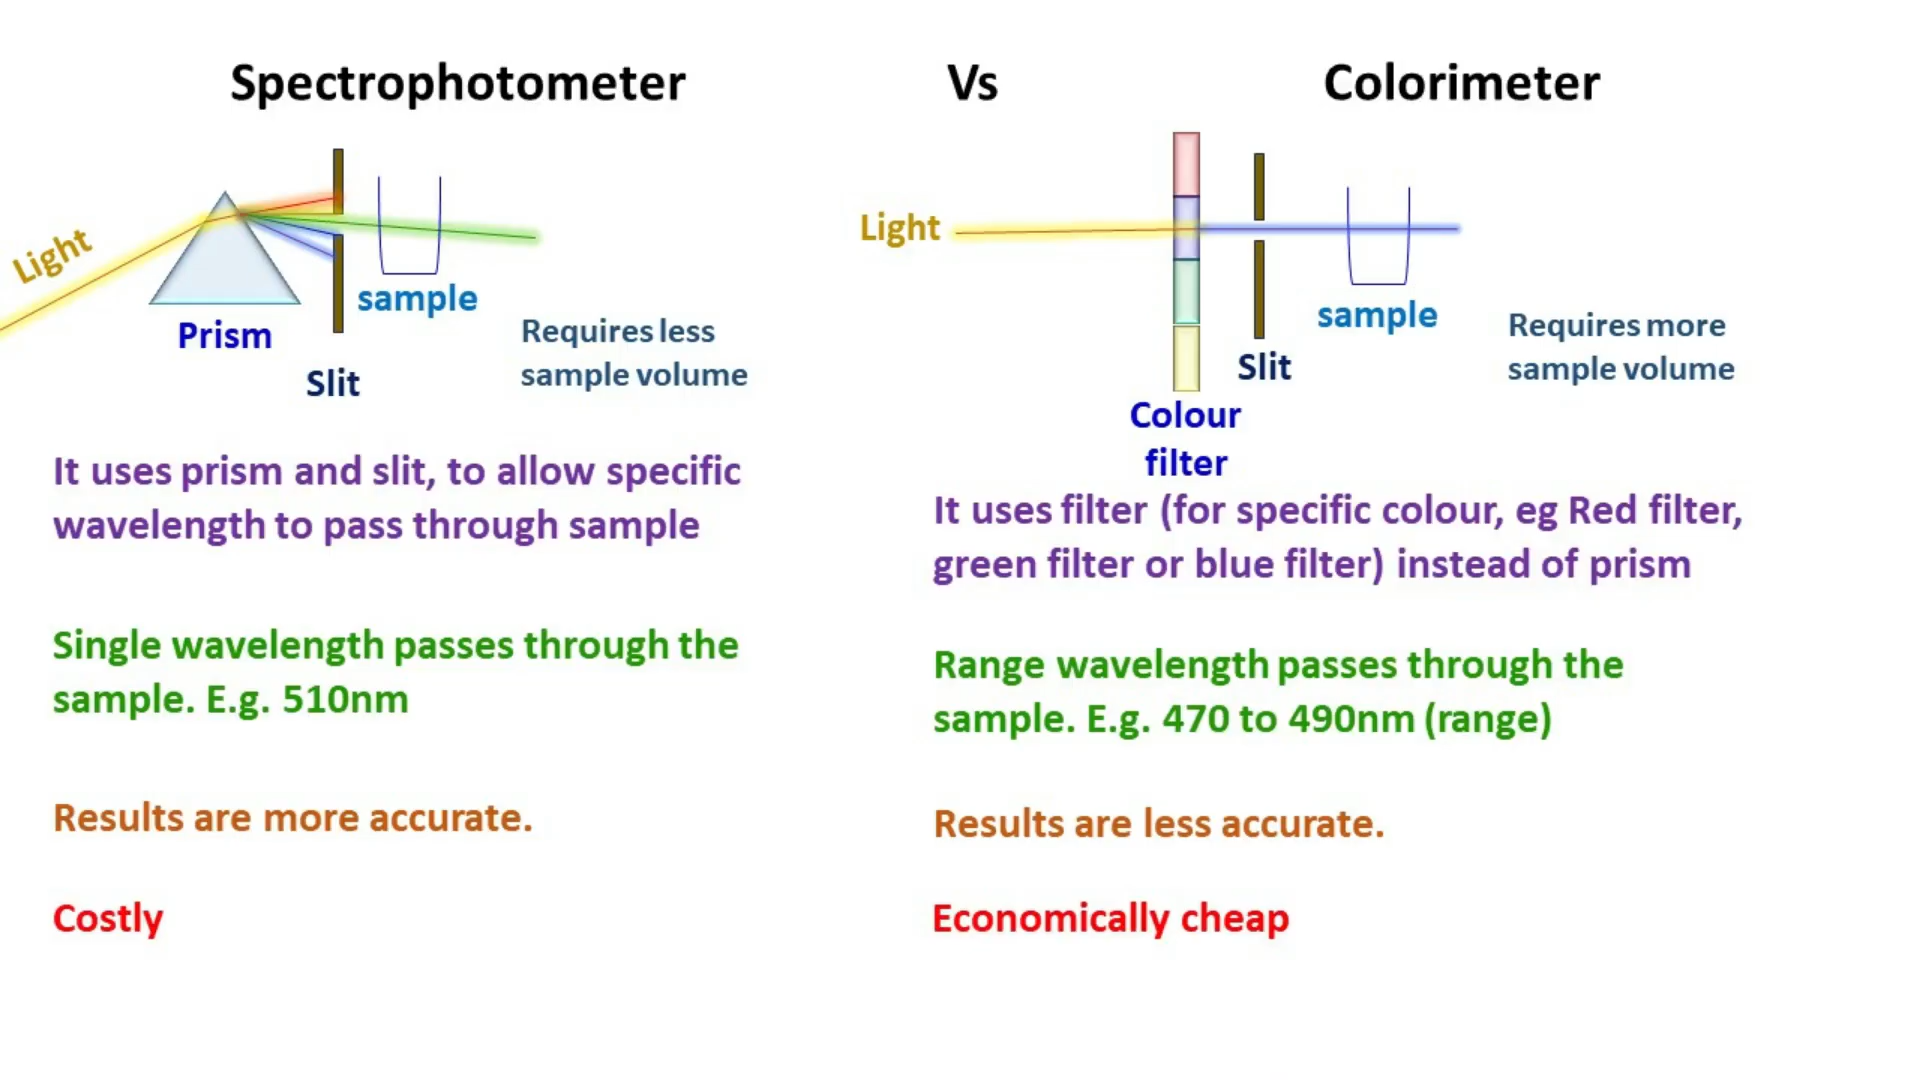 Spectrophotometer
Vs
Colorimeter
Light
Prism
Slit
sample
Requires less
sample volume
It uses prism and slit, to allow specific
wavelength to pass through sample
Single wavelength passes through the
sample. E.g. 510nm
Results are more accurate.
Costly
Light
Colour
filter
Slit
sample
Requires more
sample volume
It uses filter (for specific colour, eg Red filter,
green filter or blue filter) instead of prism
Range wavelength passes through the
sample. E.g. 470 to 490nm (range)
Results are less accurate.
Economically cheap